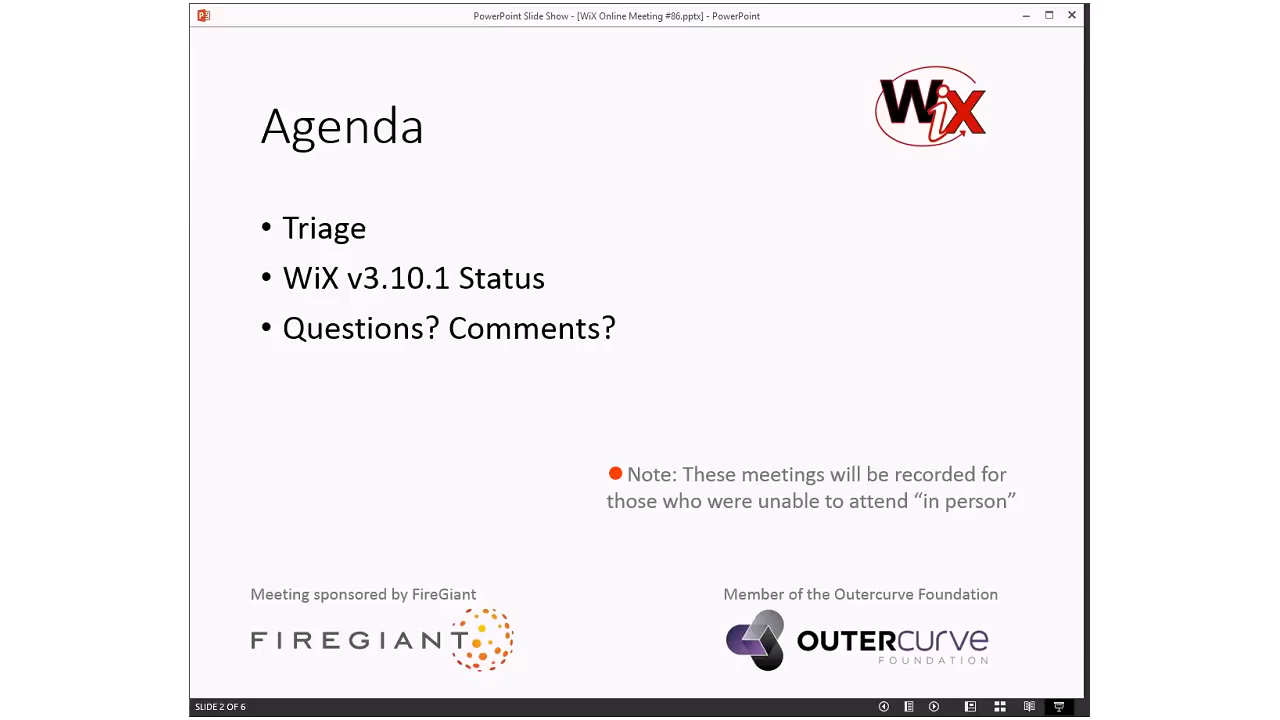 PowerPoint Slide Show - [WiX Online Meeting #86.pptx] - PowerPoint
WiX
Agenda
• Triage
• WiX v3.10.1 Status
• Questions? Comments?
Note: These meetings will be recorded for
those who were unable to attend “in person”
Meeting sponsored by FireGiant
FIREGIANT
Member of the Outercurve Foundation
OUTERCURVE
FOUNDATION
SLIDE 2 OF 6